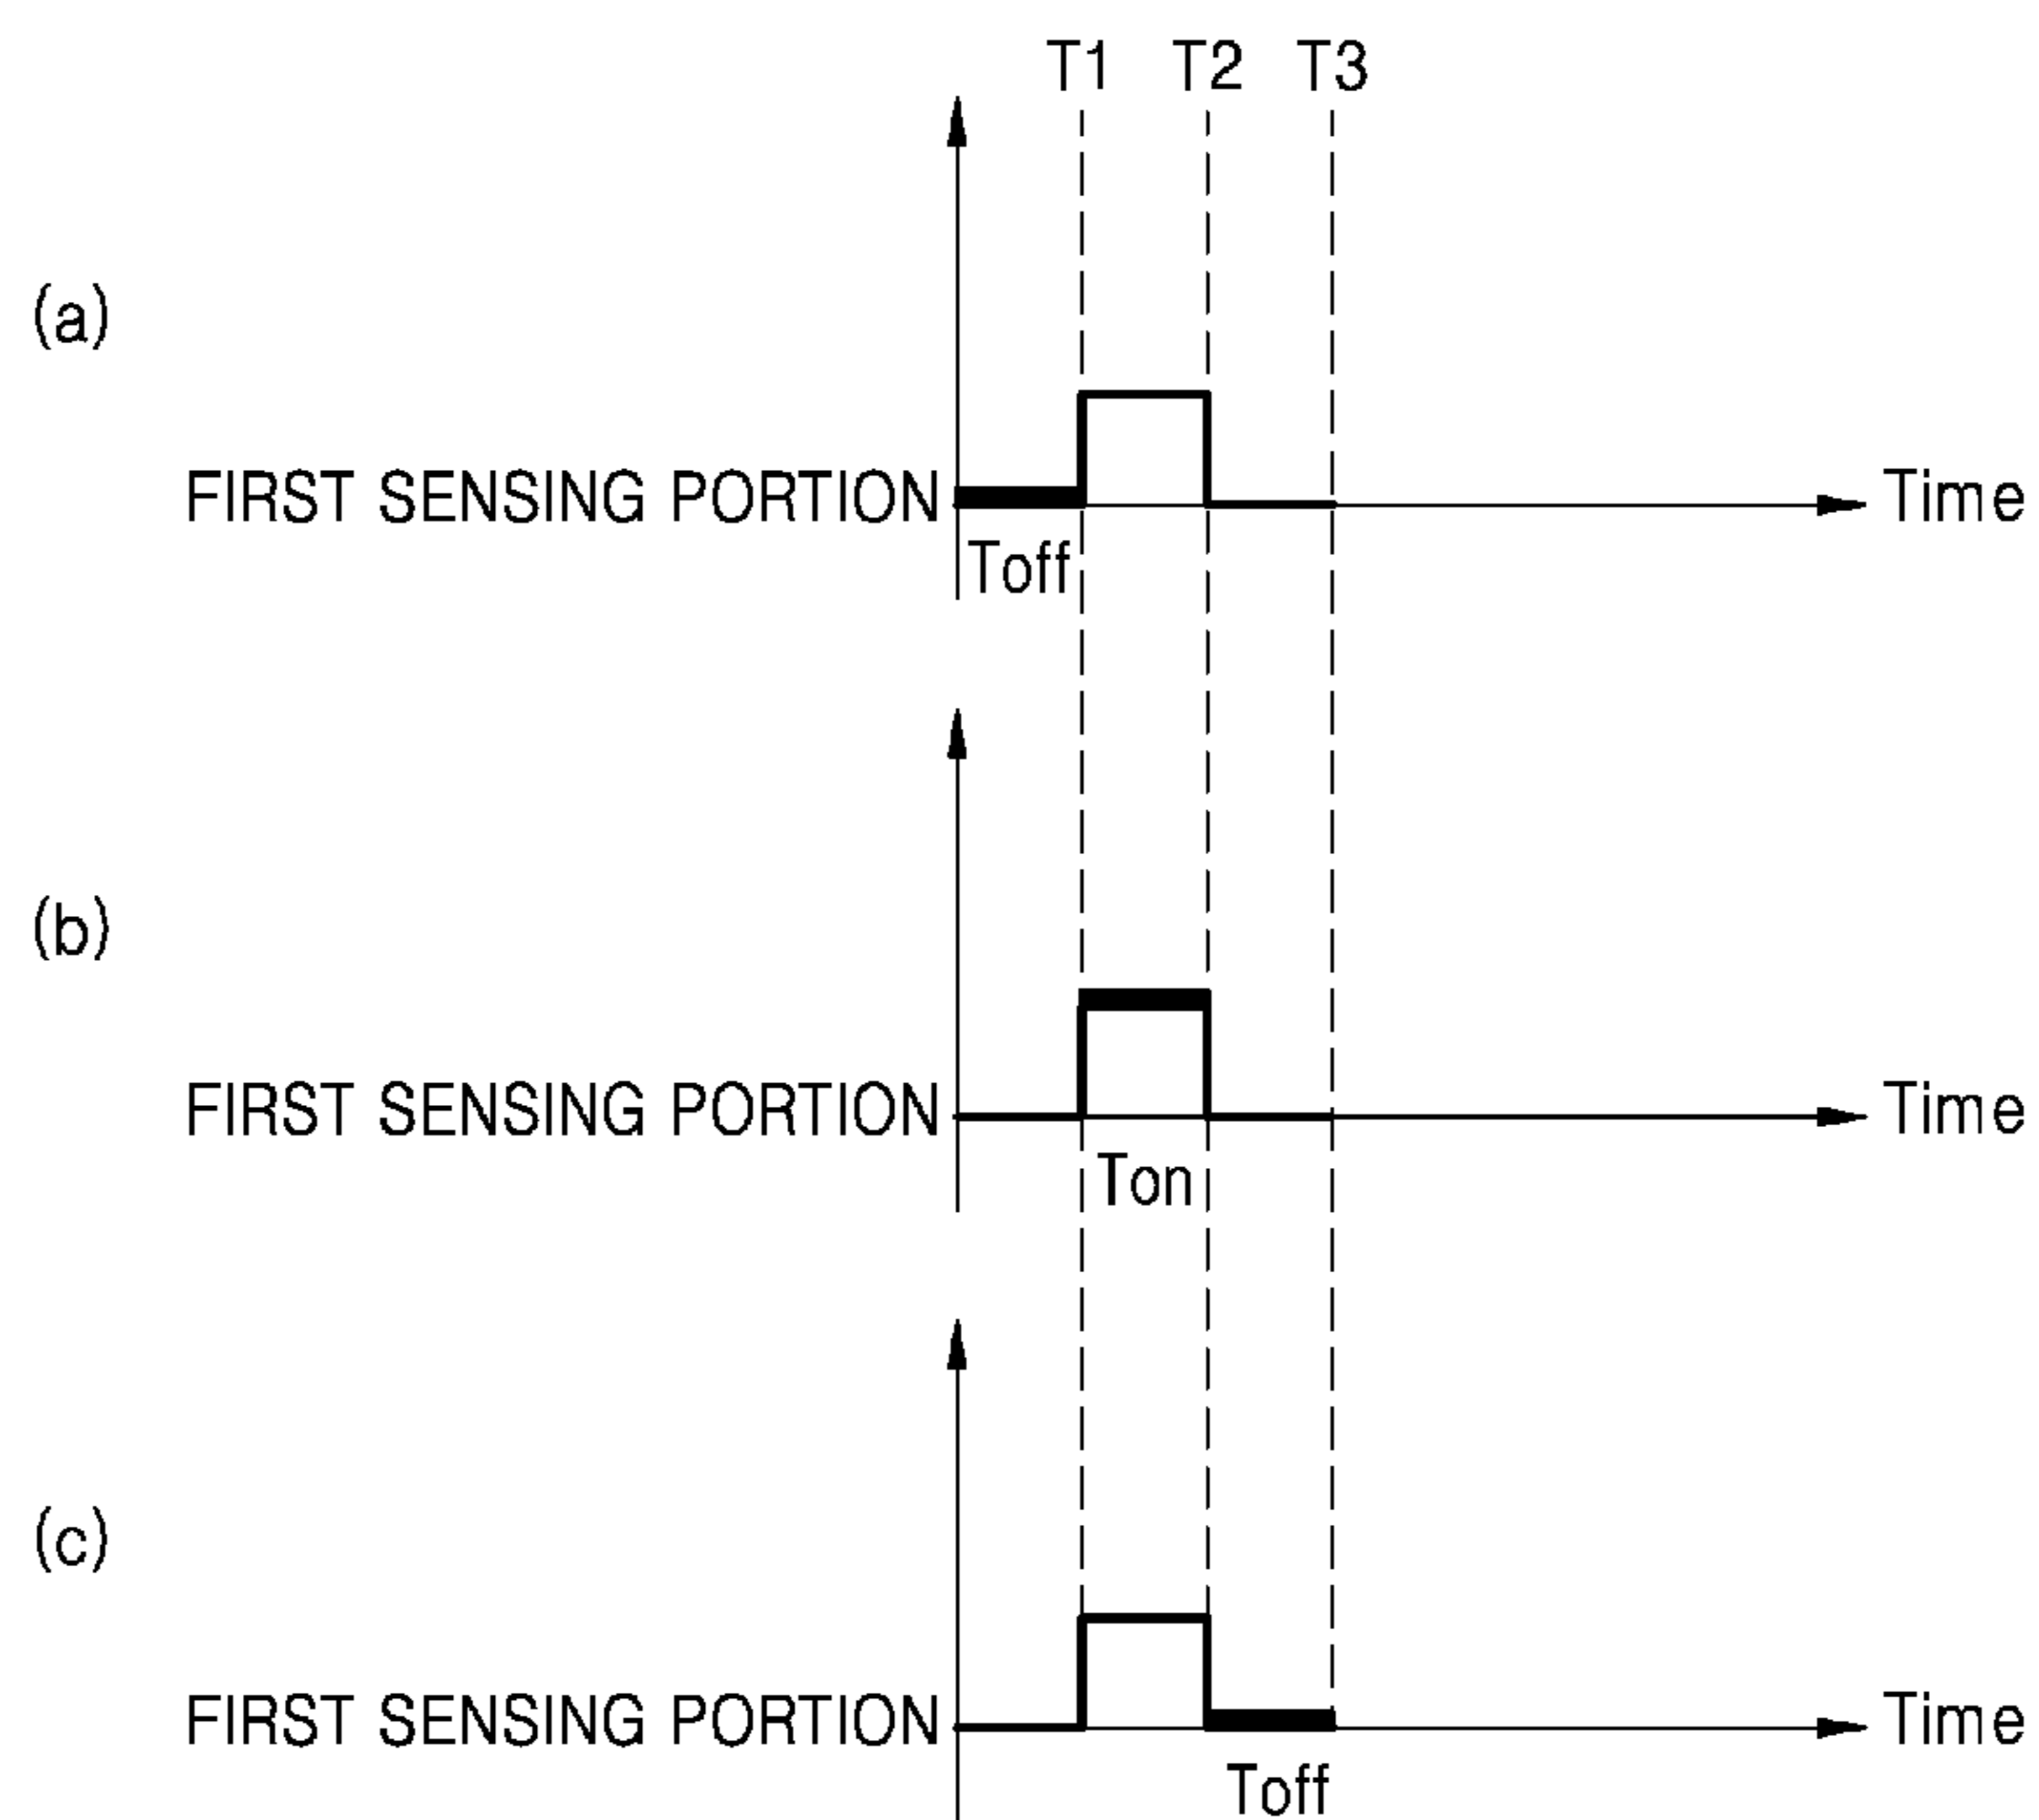 T1 T2 T3
(a)
FIRST SENSING PORTION Time
Toff
(b)
FIRST SENSING PORTION Time
Ton
(c)
FIRST SENSING PORTION Time
Toff